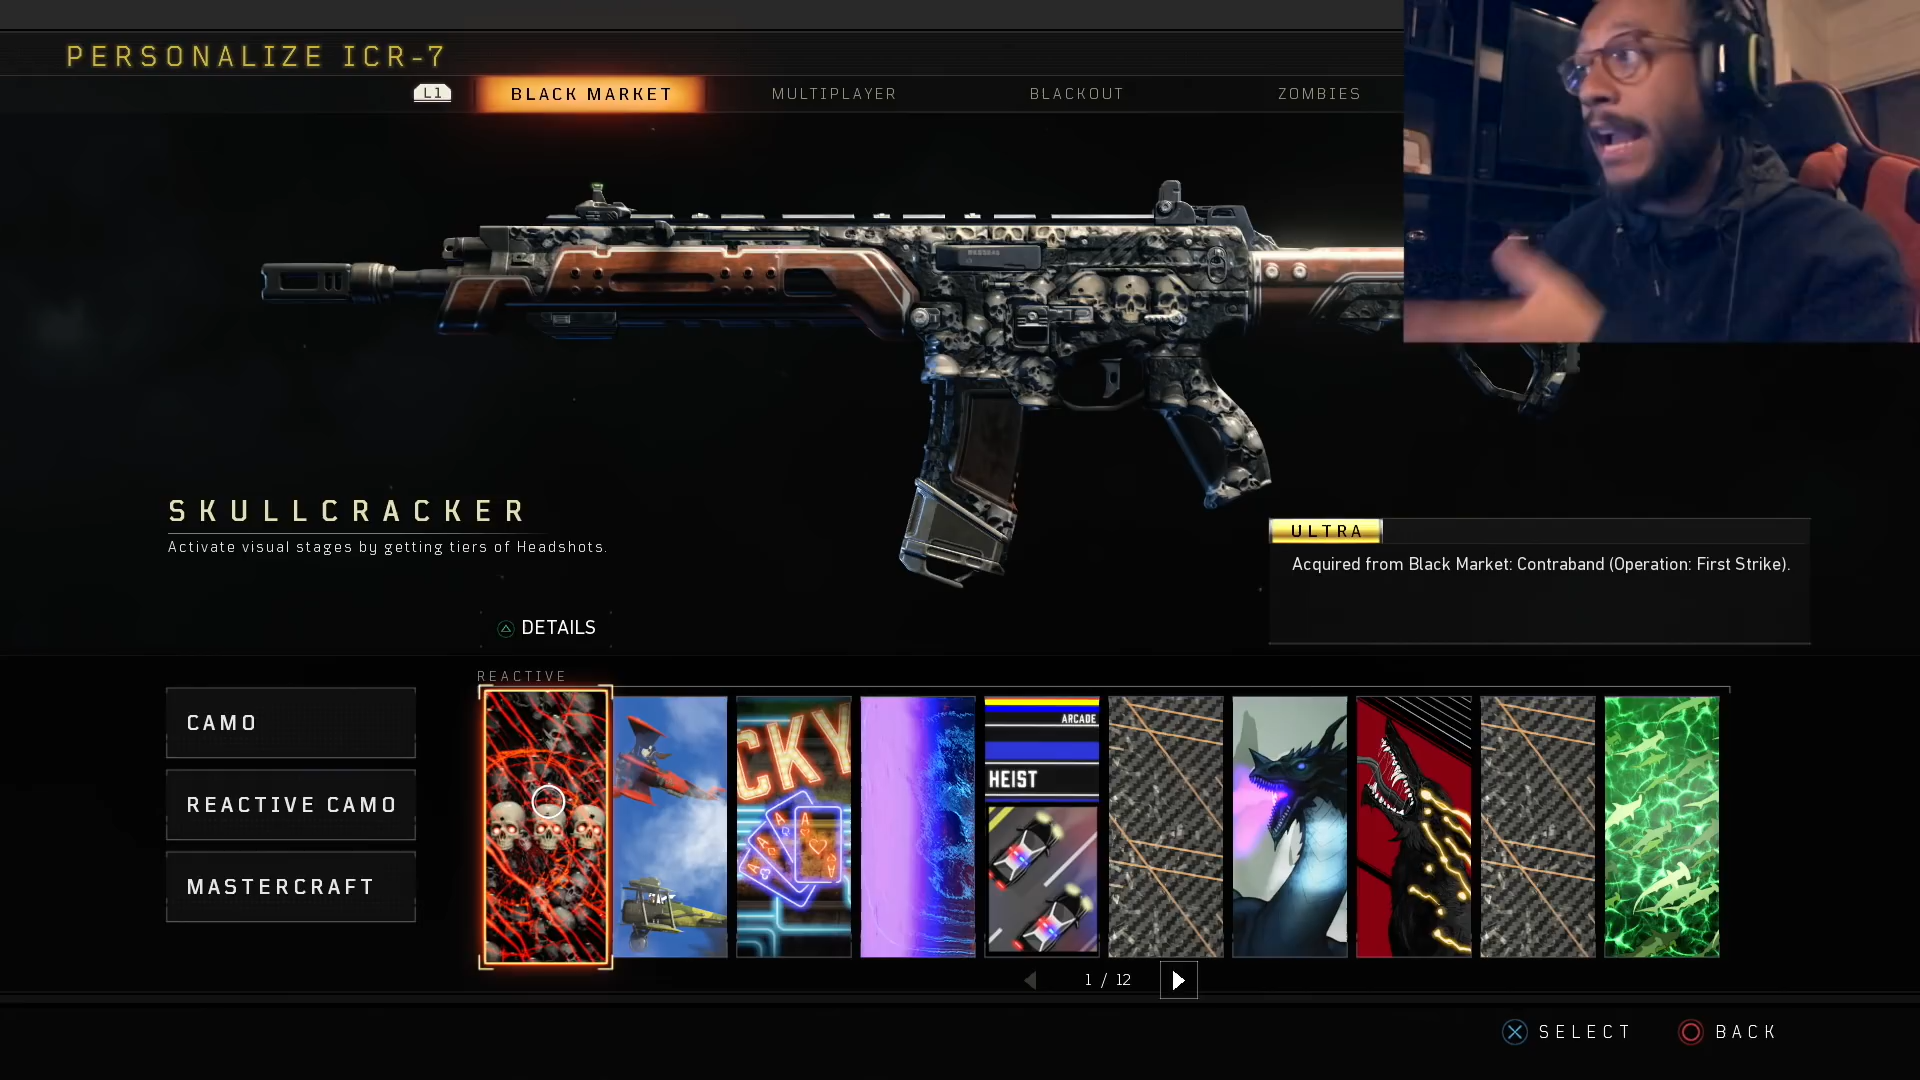 PERSONALIZE ICR-7
L1
BLACK MARKET
MULTIPLAYER
BLACKOUT
ZOMBIES
SKULLCRACKER
Activate visual stages by getting tiers of Headshots.
ULTRA
Acquired from Black Market: Contraband (Operation: First Strike).
DETAILS
REACTIVE
CAMO
REACTIVE CAMO
MASTERCRAFT
CKY
A A A A
ARCADE
HEIST
1 / 12
SELECT
BACK